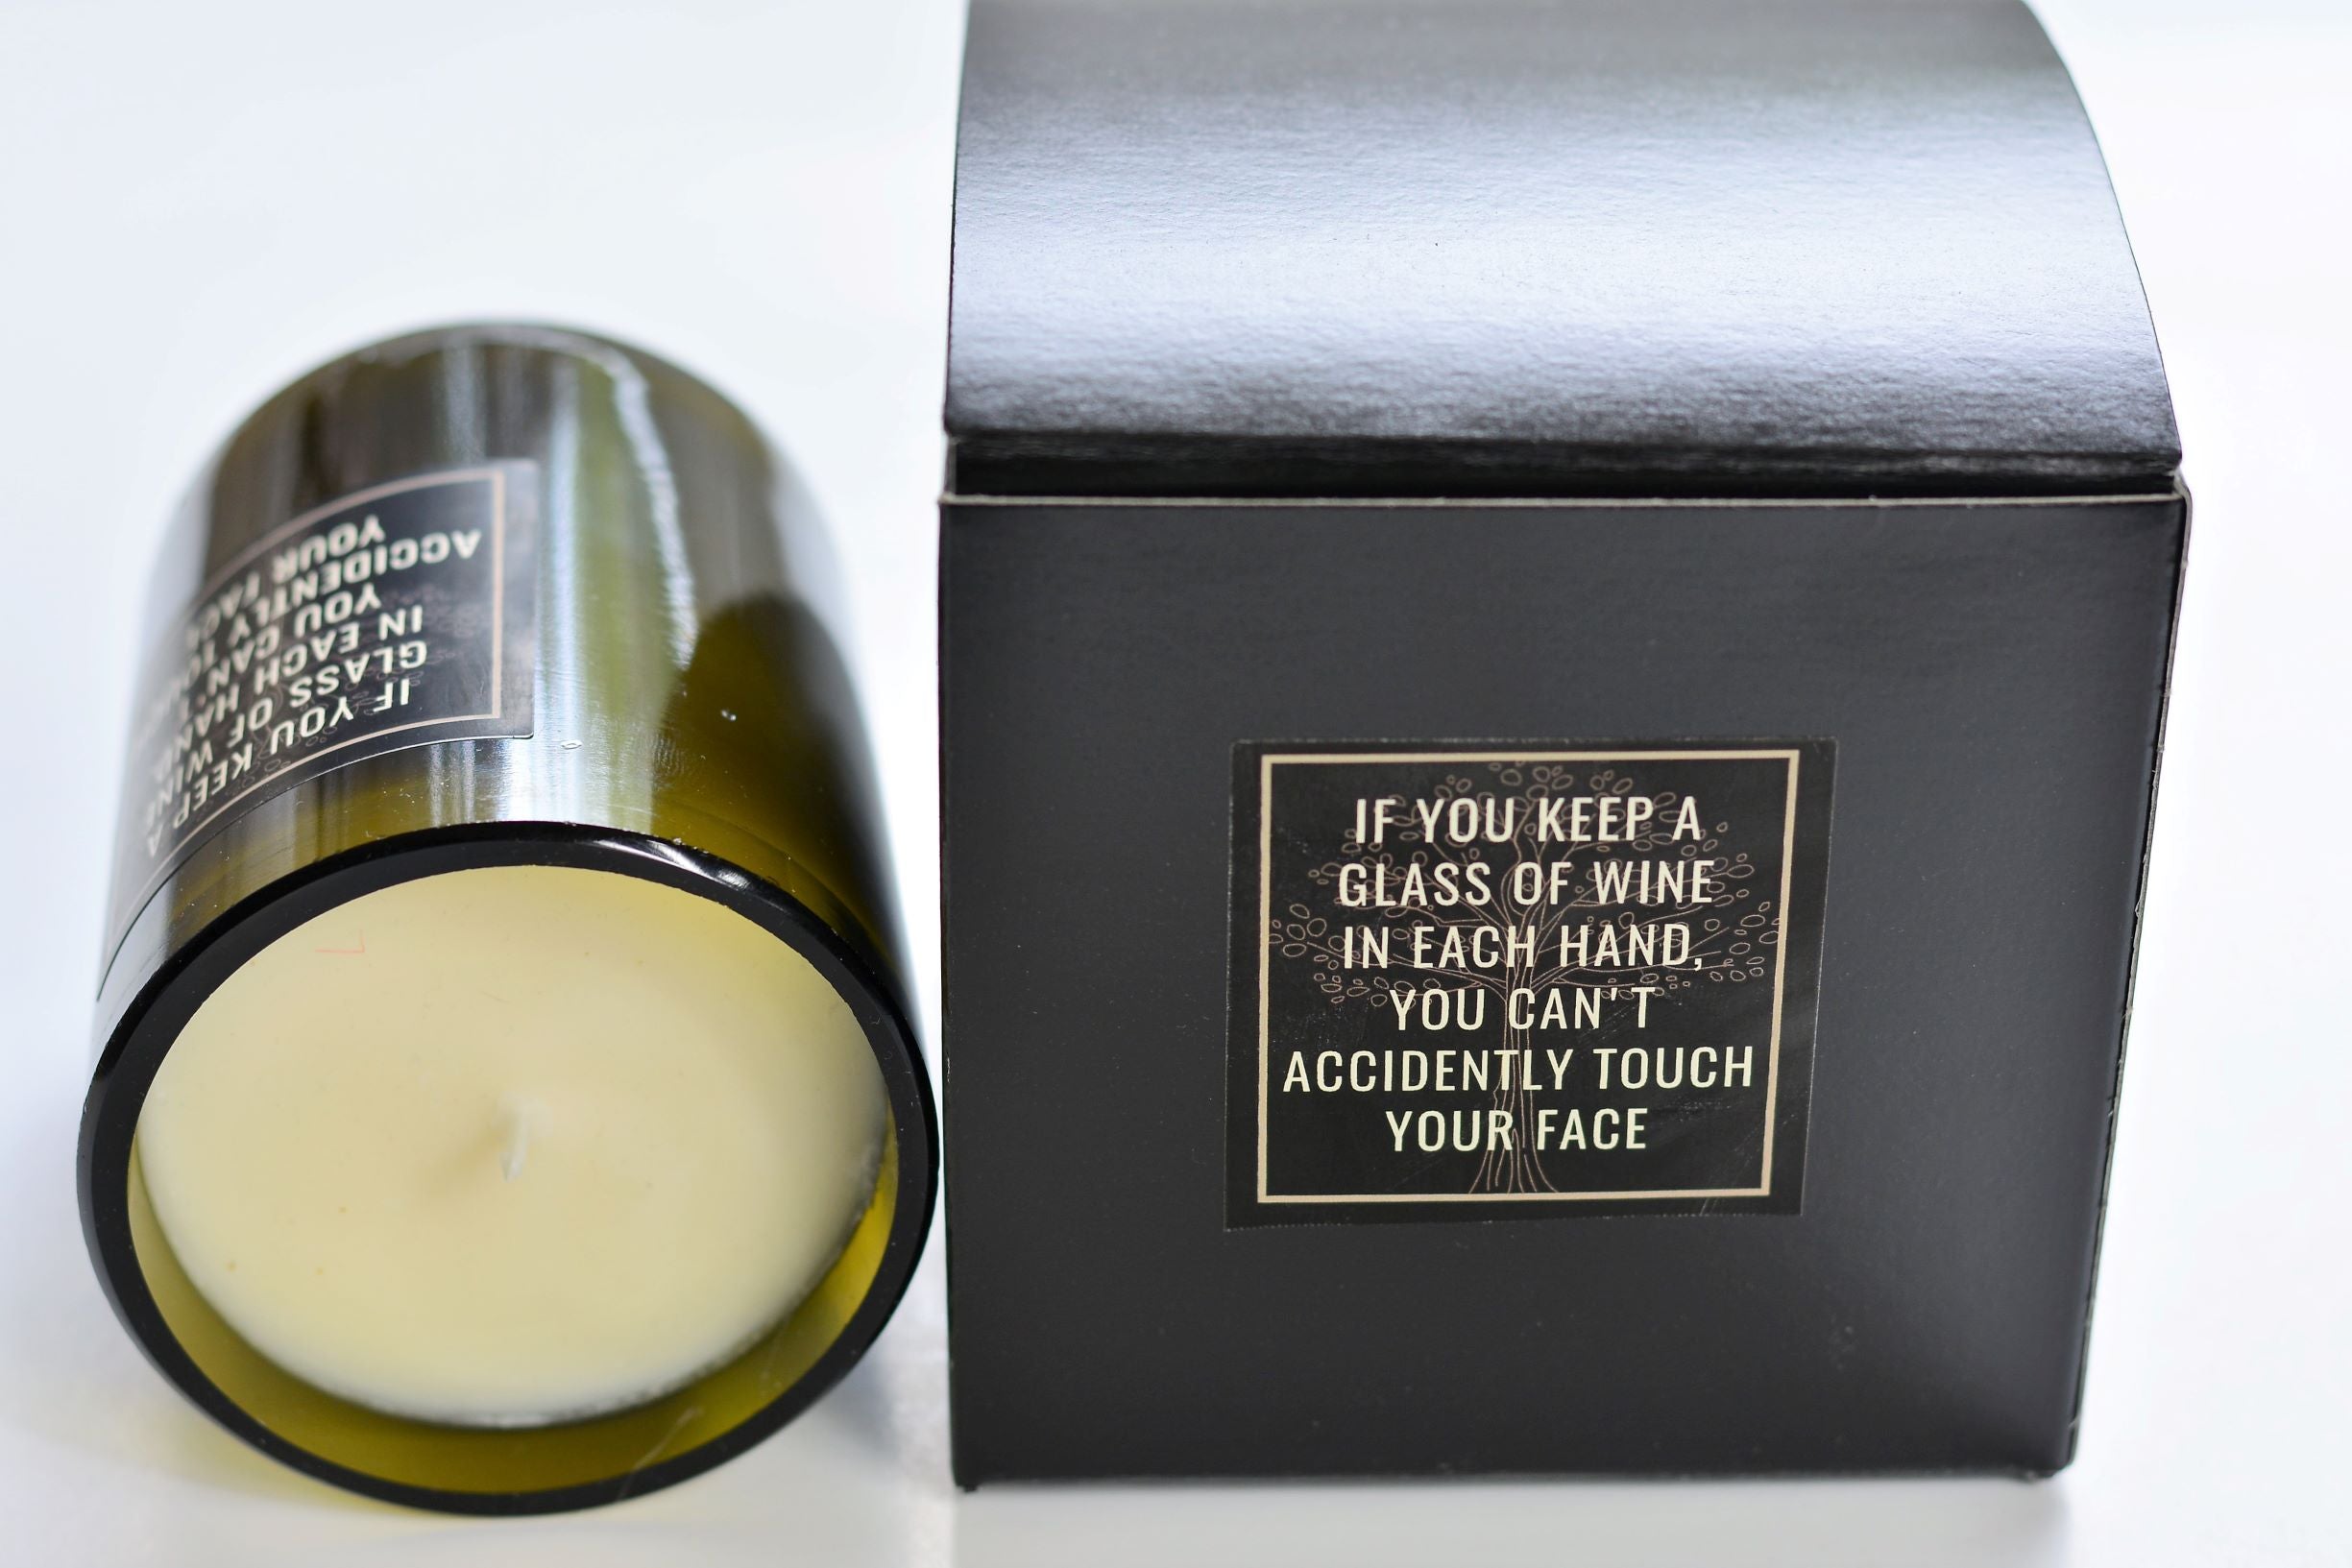 IF YOU KEEP A
GLASS OF WINE
IN EACH HAND,
YOU CAN'T
ACCIDENTLY TOUCH
YOUR FACE
IF YOU KEEP A
GLASS OF WINE
IN EACH HAND,
YOU CAN'T
ACCIDENTLY
YOUR FACE